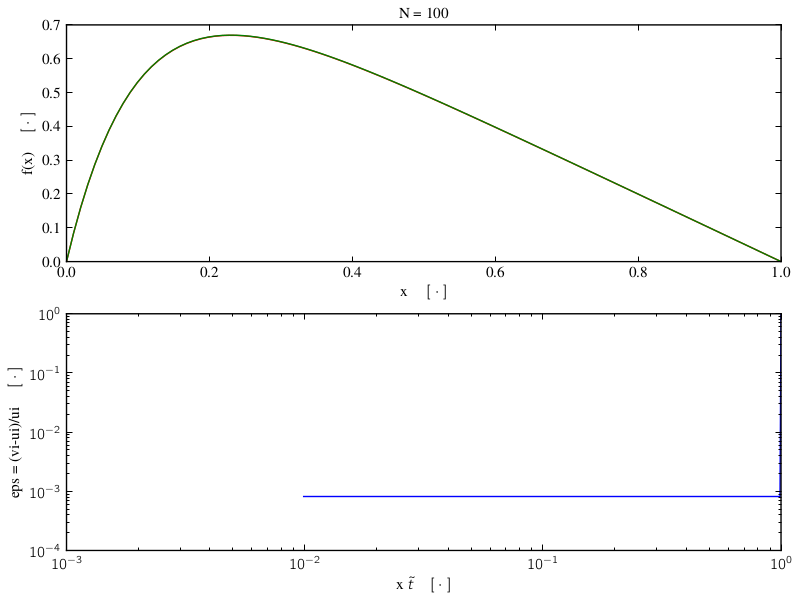 N = 100
0.7
0.6
0.5
0.4
0.3
0.2
0.1
0.0
f(x) [ · ]
0.0 0.2 0.4 0.6 0.8 1.0
x [ · ]
10^0
10^-1
10^-2
10^-3
10^-4
eps = (vi-ui)/ui [ · ]
10^-3 10^-2 10^-1 10^0
x t̃ [ · ]